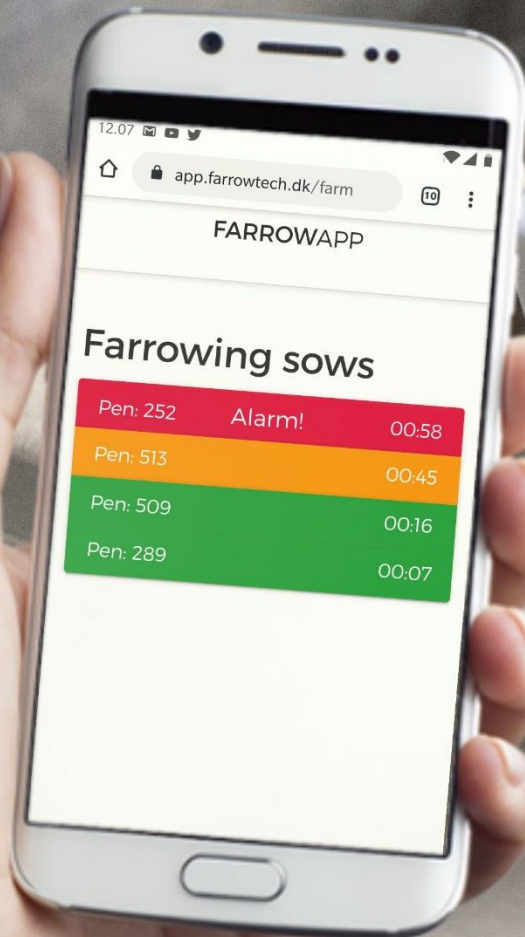 12.07
app.farrowtech.dk/farm
10
FARROWAPP
Farrowing sows
Pen: 252 Alarm! 00:58
Pen: 513 00:45
Pen: 509 00:16
Pen: 289 00:07